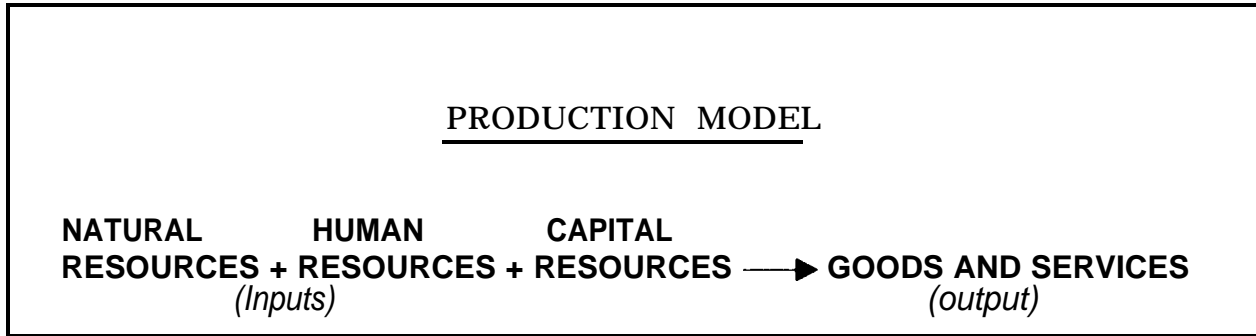 PRODUCTION MODEL
NATURAL HUMAN CAPITAL
RESOURCES + RESOURCES + RESOURCES → GOODS AND SERVICES
(Inputs) (output)